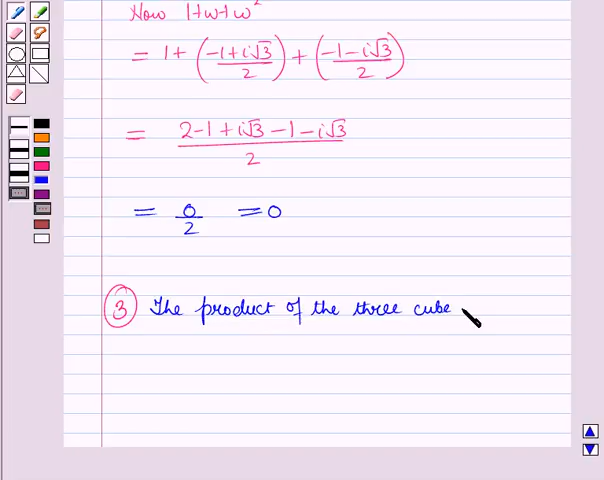 Now 1+w+w²
= 1+ (-1+i√3/2) + (-1-i√3/2)
= 2-1+i√3-1-i√3/2
= 0/2 =0
3 The product of the three cube